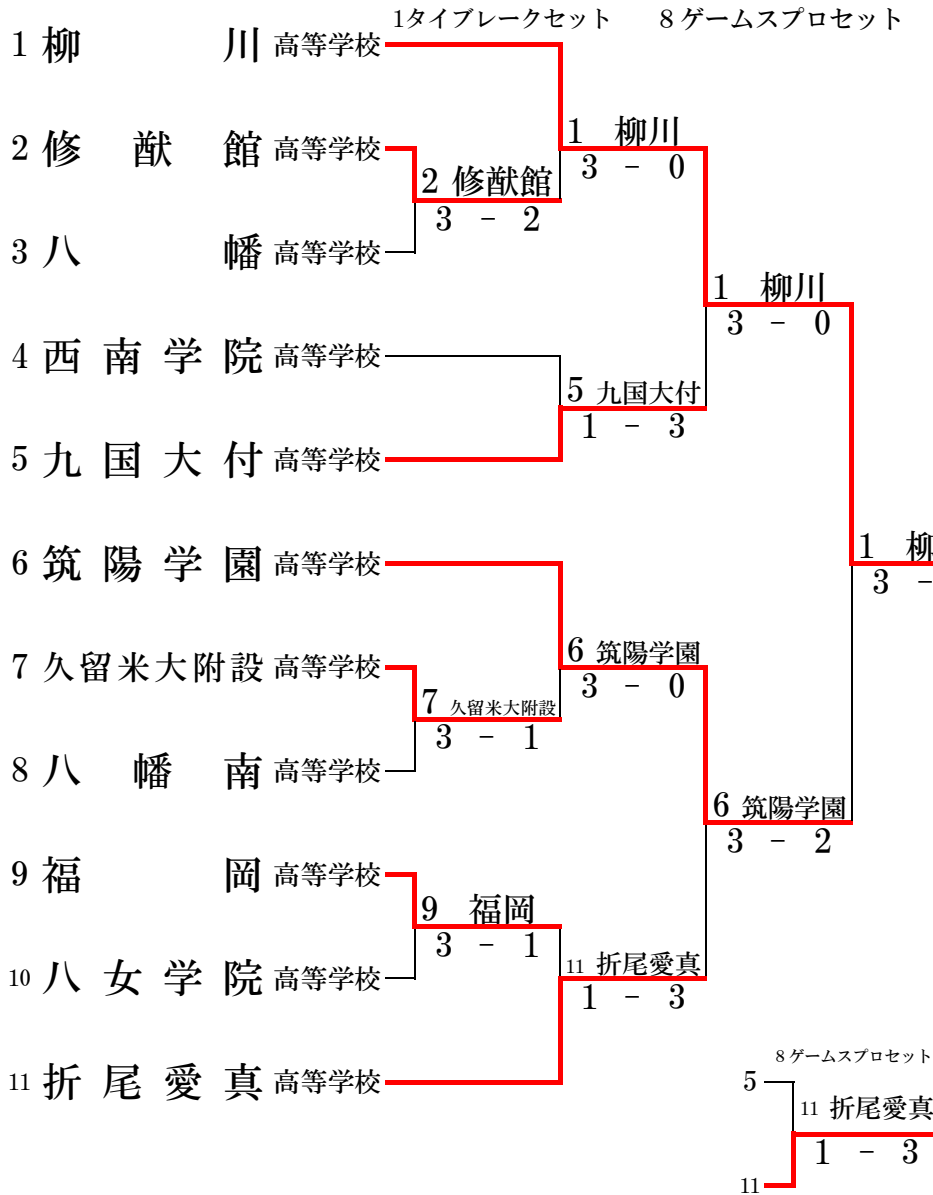 1タイブレークセット　8ゲームスプロセット
1 柳川 高等学校
1 柳川
2 修猷館 高等学校
3 － 0
2 修猷館
3 － 2
3 八幡 高等学校
1 柳川
3 － 0
4 西南学院 高等学校
5 九国大付
1 － 3
5 九国大付 高等学校
6 筑陽学園 高等学校
1 柳
3 －
6 筑陽学園
7 久留米大附設 高等学校
3 － 0
7 久留米大附設
3 － 1
8 八幡南 高等学校
6 筑陽学園
3 － 2
9 福岡 高等学校
9 福岡
3 － 1
11 折尾愛真
10 八女学院 高等学校
1 － 3
8ゲームスプロセット
11 折尾愛真 高等学校
5
11 折尾愛真
1 － 3
11